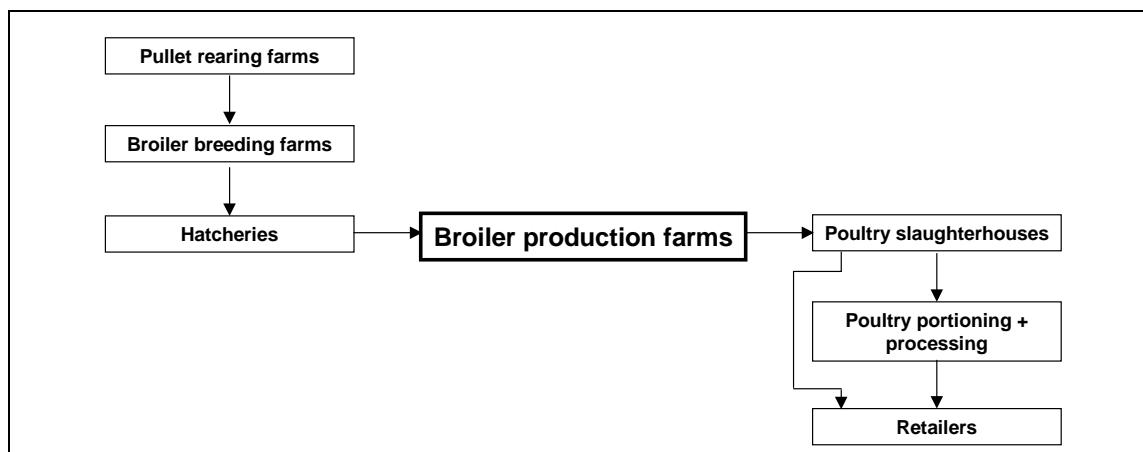 Pullet rearing farms
Broiler breeding farms
Hatcheries
Broiler production farms
Poultry slaughterhouses
Poultry portioning +
processing
Retailers